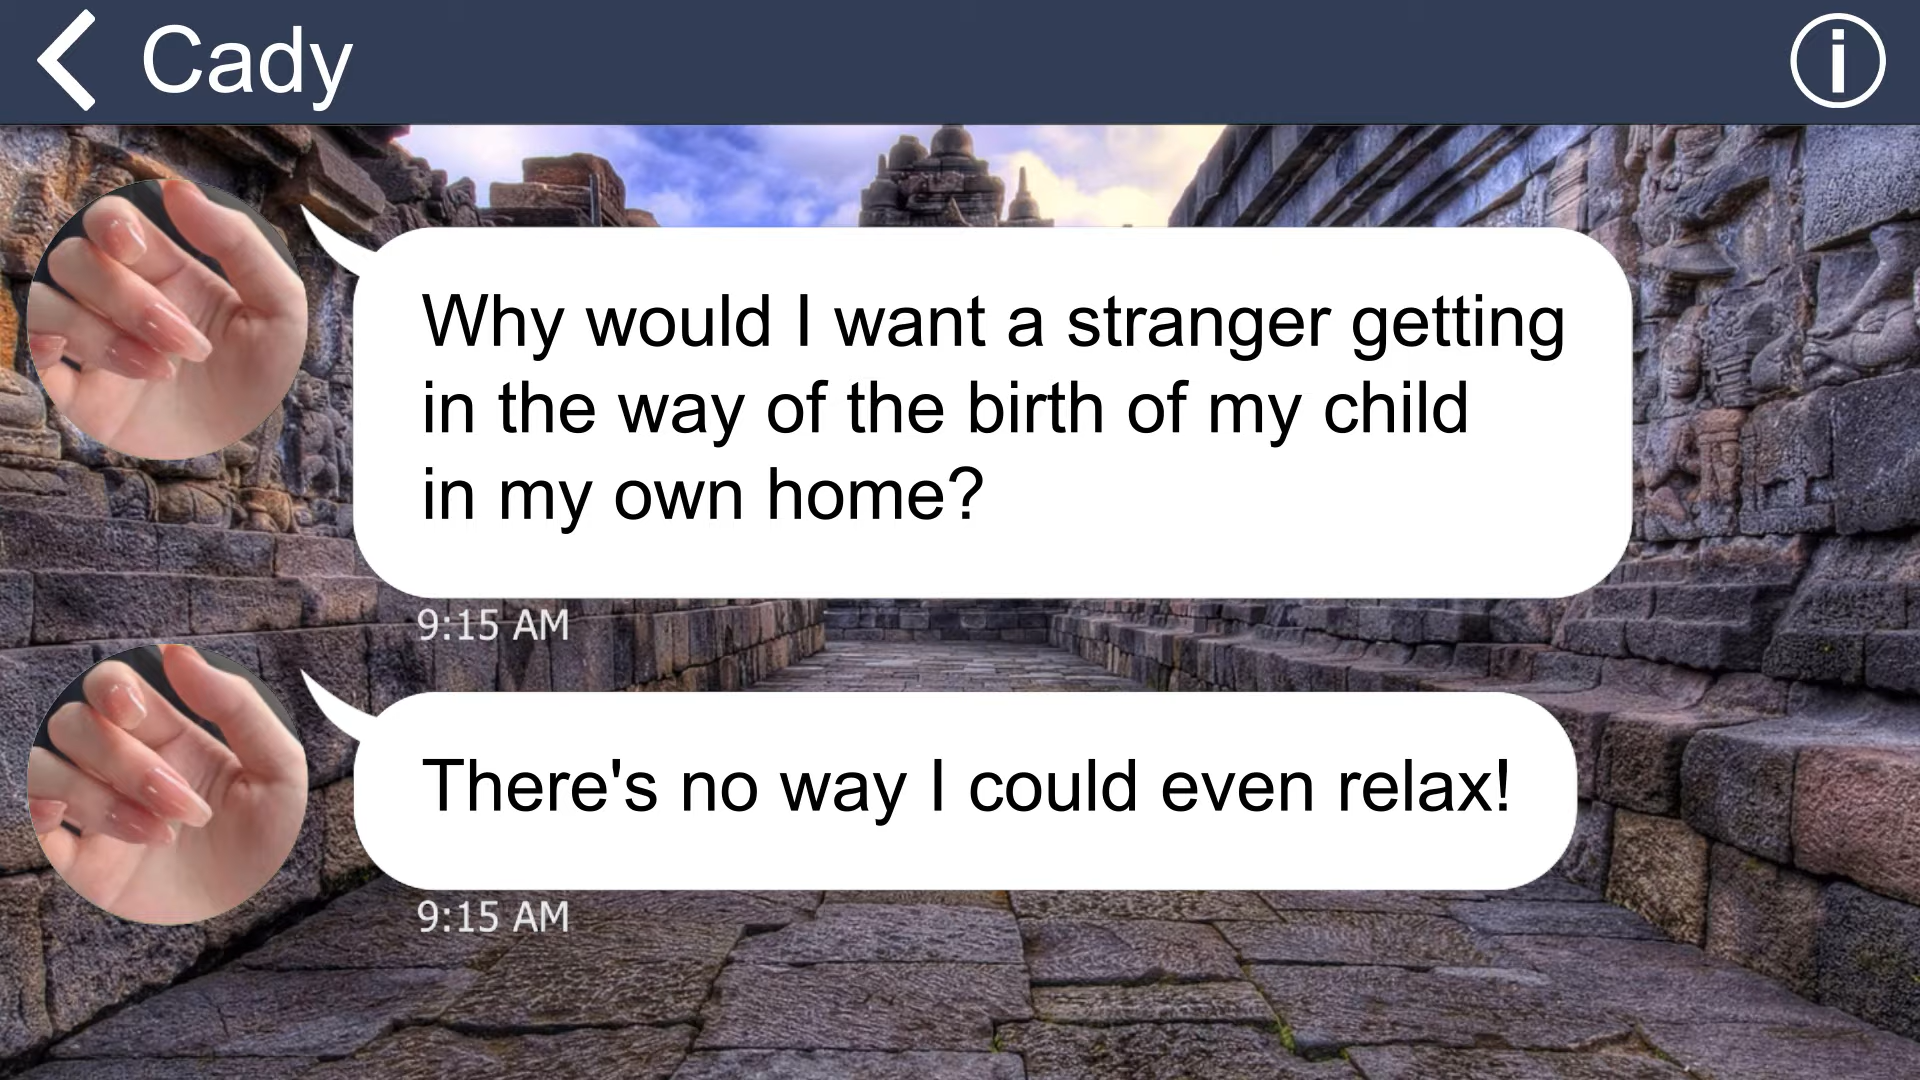 Cady
Why would I want a stranger getting
in the way of the birth of my child
in my own home?
9:15 AM
There's no way I could even relax!
9:15 AM